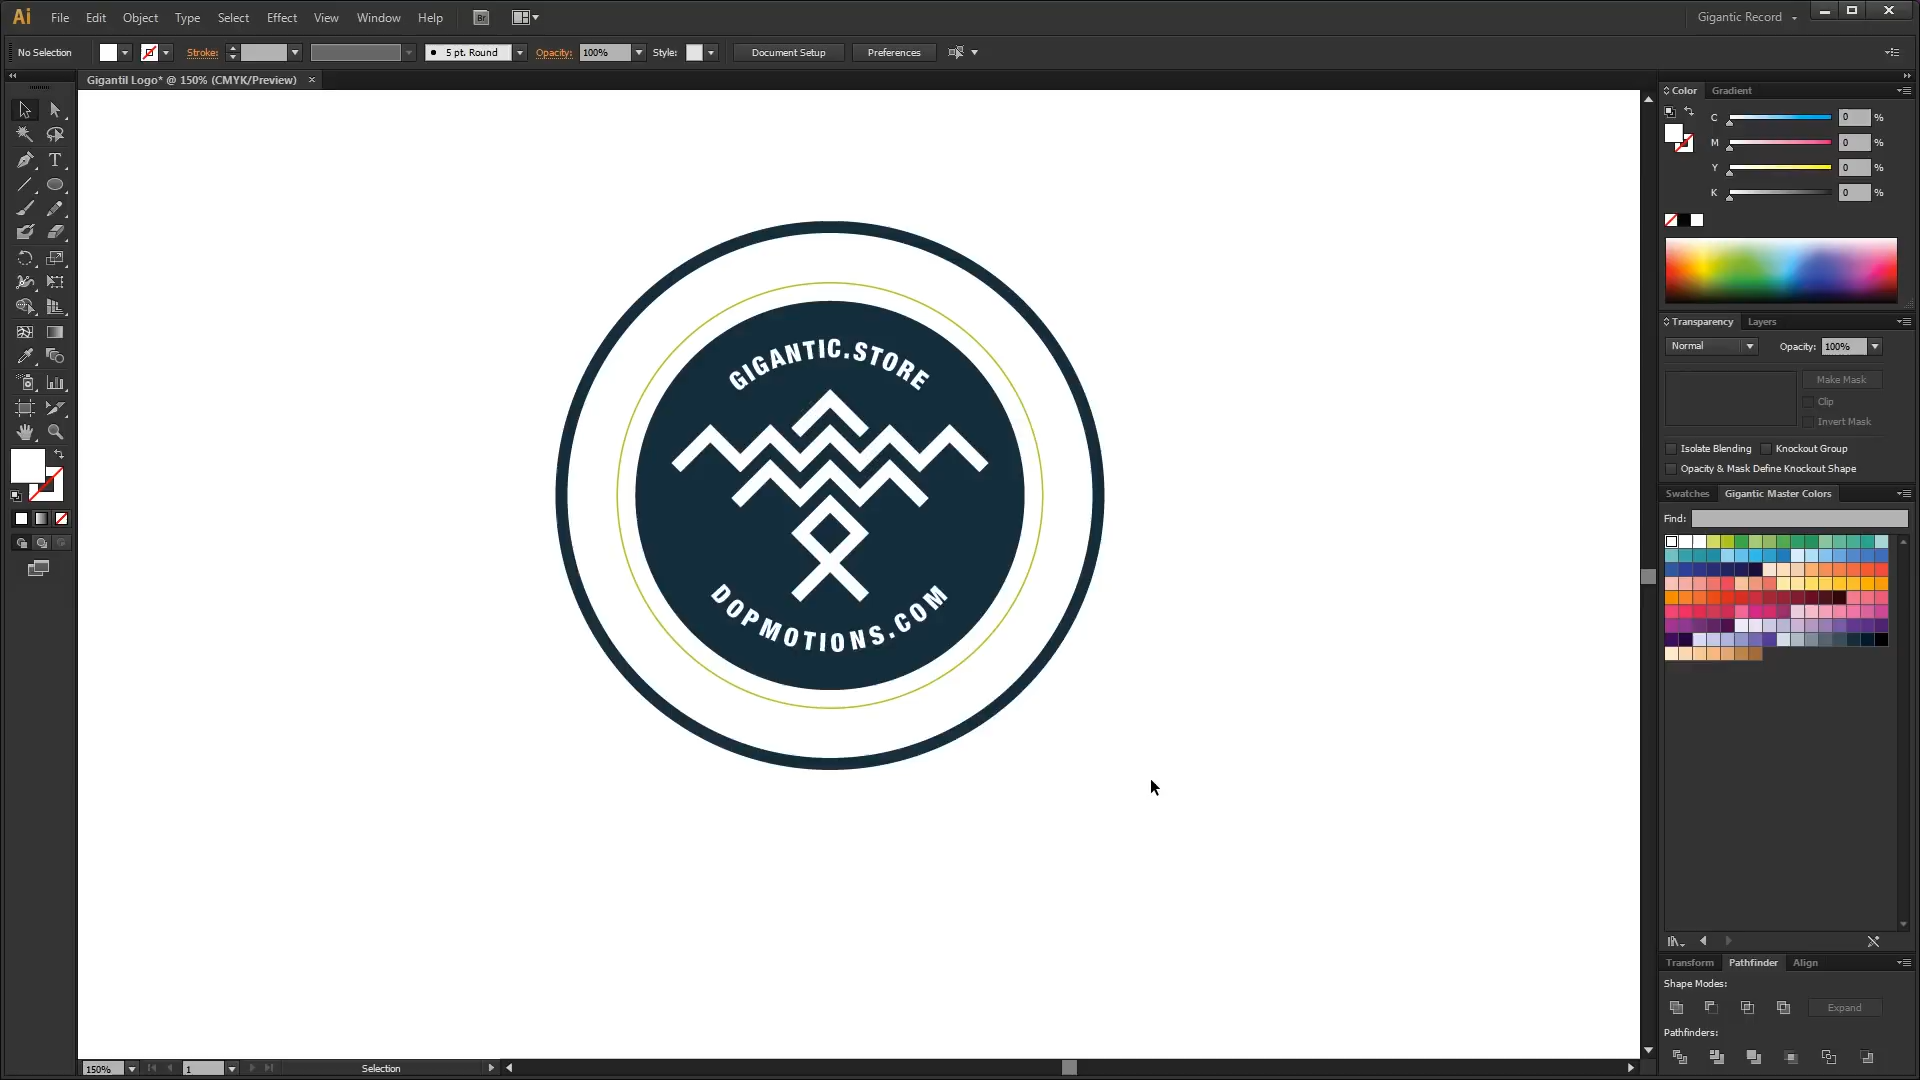 Ai File Edit Object Type Select Effect View Window Help Br Gigantic Record
No Selection Stroke: 5 pt. Round Opacity: 100% Style: Document Setup Preferences
Gigantil Logo* @ 150% (CMYK/Preview)
Color Gradient
C 0 %
M 0 %
Y 0 %
K 0 %
GIGANTIC.STORE
DOPMOTIONS.COM
Transparency Layers
Normal Opacity: 100%
Make Mask
Clip
Invert Mask
Isolate Blending Knockout Group
Opacity & Mask Define Knockout Shape
Swatches Gigantic Master Colors
Find:
Transform Pathfinder Align
Shape Modes:
Expand
Pathfinders:
150% 1 Selection